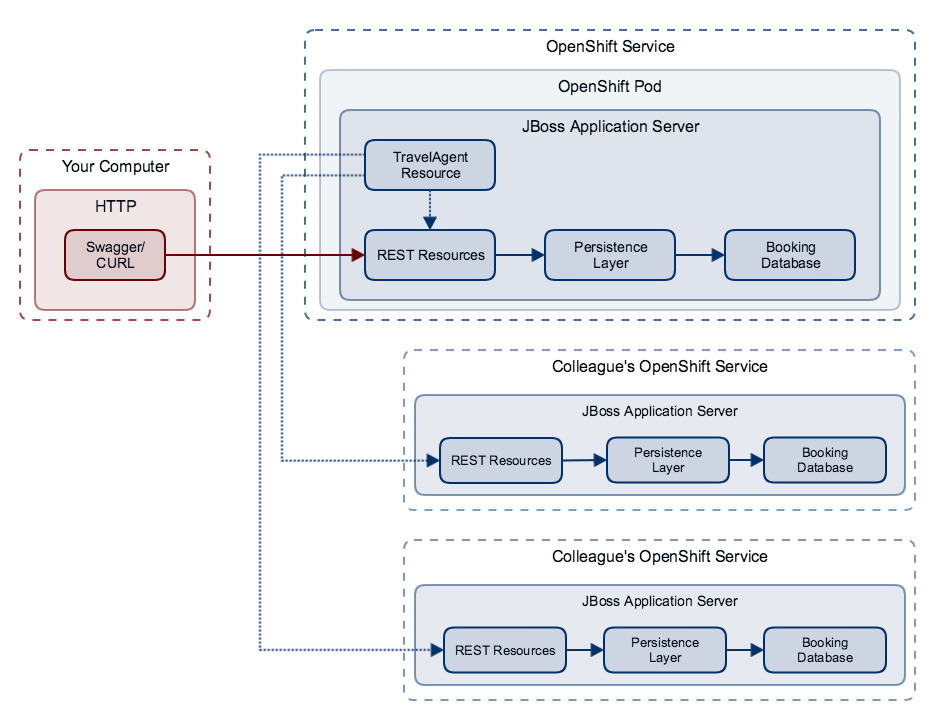 OpenShift Service
OpenShift Pod
JBoss Application Server
TravelAgent
Resource
Your Computer
HTTP
Swagger/
CURL
REST Resources
Persistence
Layer
Booking
Database
Colleague's OpenShift Service
JBoss Application Server
REST Resources
Persistence
Layer
Booking
Database
Colleague's OpenShift Service
JBoss Application Server
REST Resources
Persistence
Layer
Booking
Database